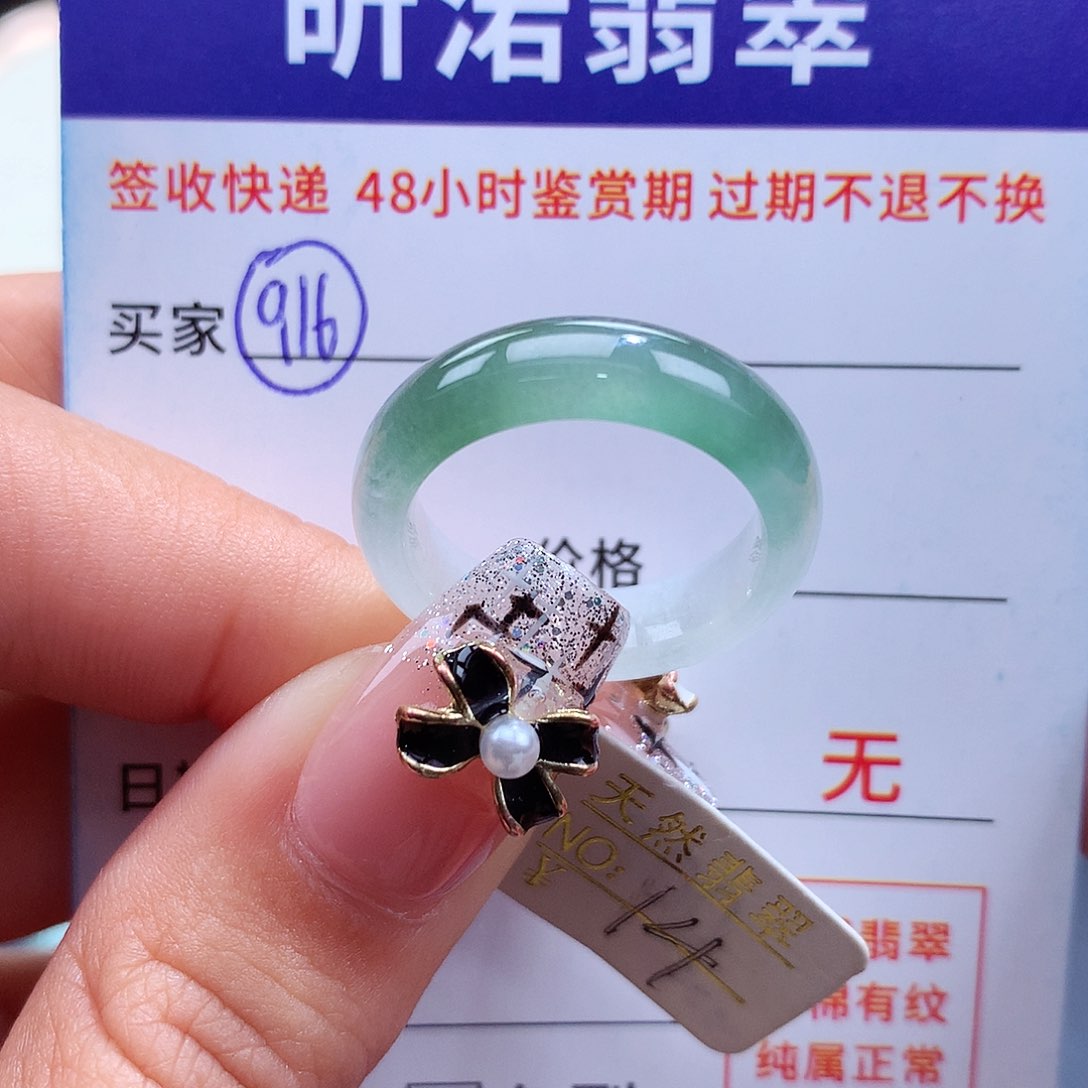 昕渃翡翠
签收快递 48小时鉴赏期 过期不退不换
买家 916
价格
日
无
天然翡翠
NO: 14
翡翠
棉有纹
纯属正常